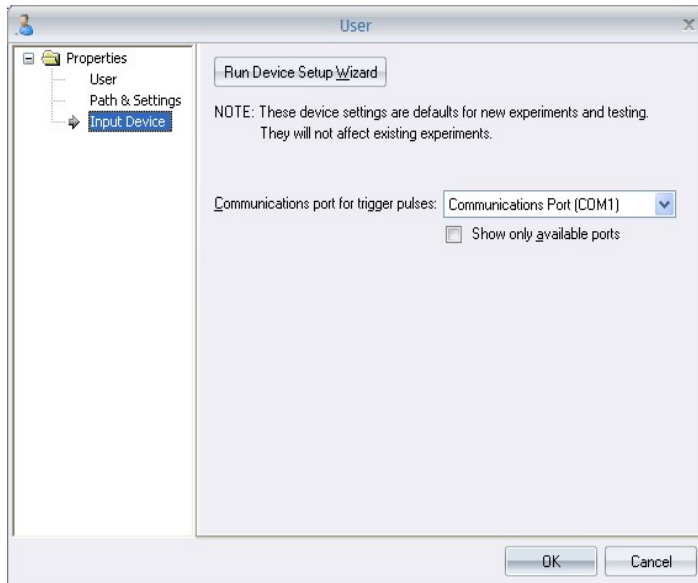 User
Properties
User
Path & Settings
Input Device
Run Device Setup Wizard
NOTE: These device settings are defaults for new experiments and testing.
They will not affect existing experiments.
Communications port for trigger pulses:
Communications Port (COM1)
Show only available ports
OK
Cancel